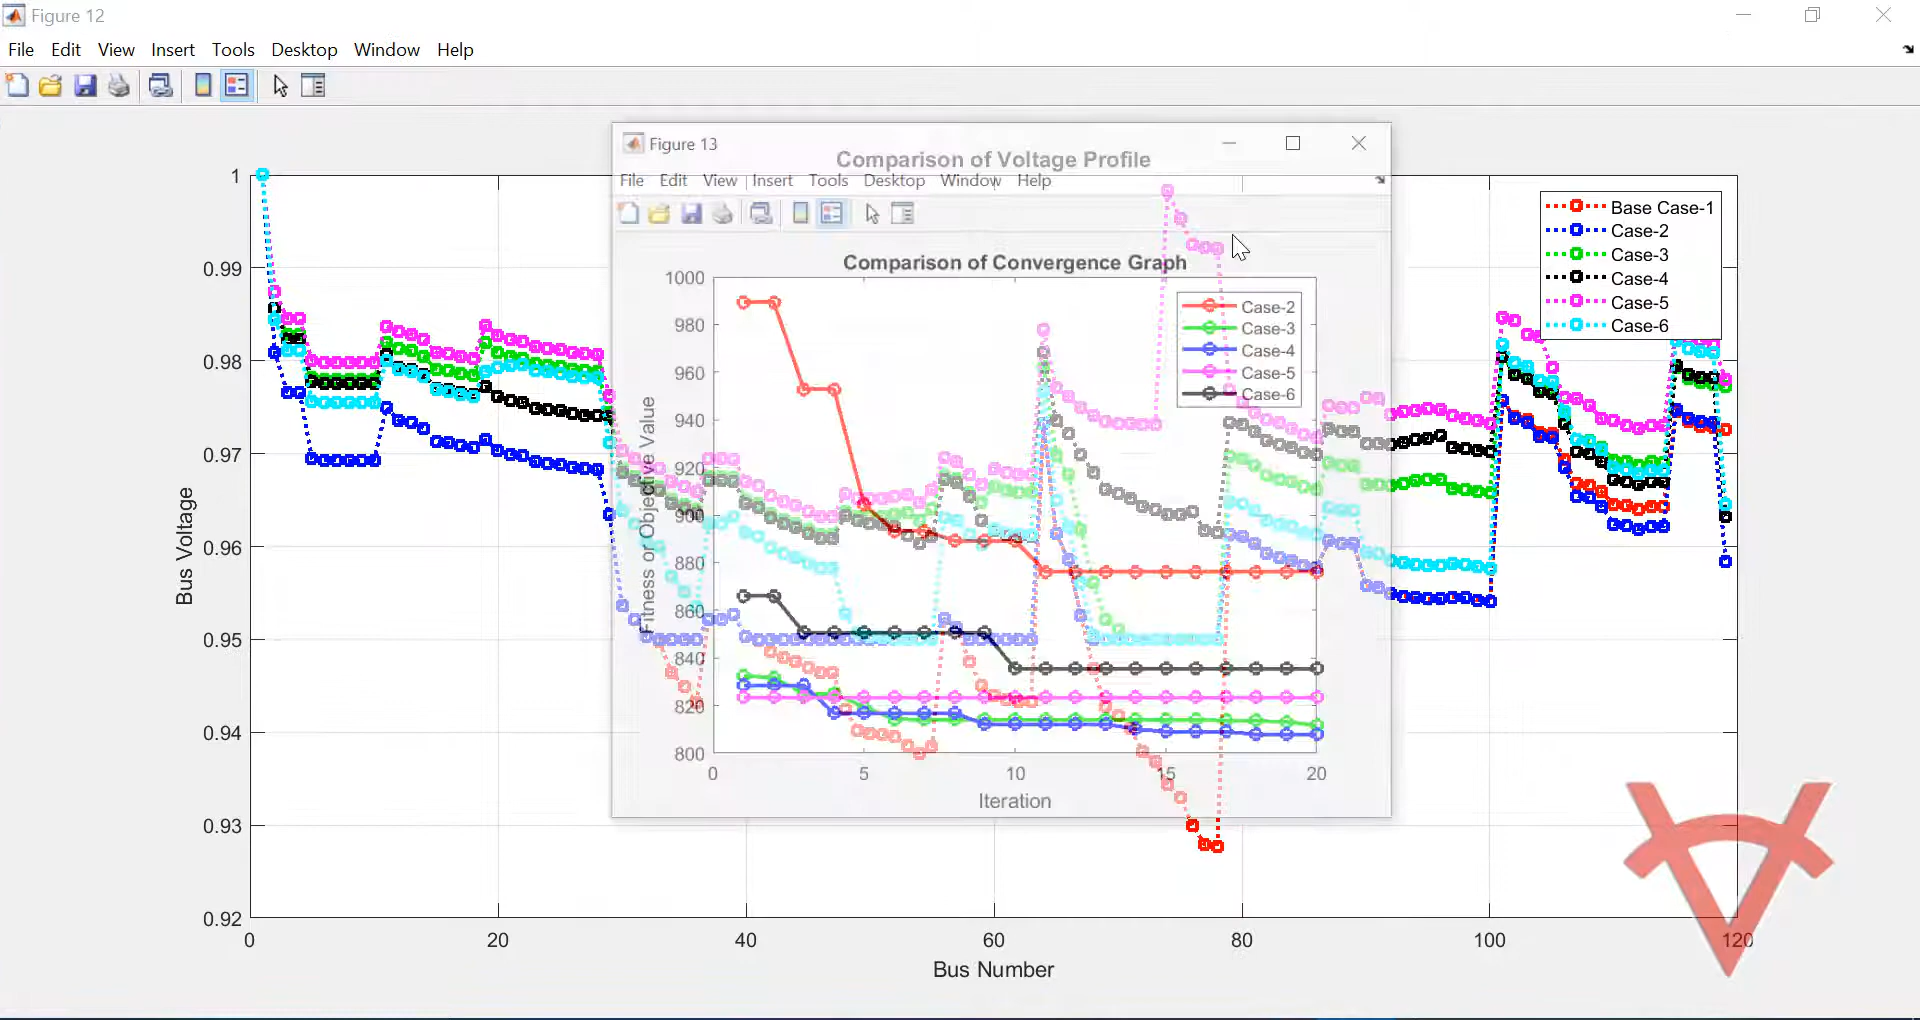 Figure 12
File Edit View Insert Tools Desktop Window Help
Figure 13
Comparison of Voltage Profile
File Edit View Insert Tools Desktop Window Help
Comparison of Convergence Graph
1000
980
960
940
920
900
880
860
840
820
800
0 5 10 15 20
Fitness or Objective Value
Iteration
Case-2
Case-3
Case-4
Case-5
Case-6
Base Case-1
Case-2
Case-3
Case-4
Case-5
Case-6
1
0.99
0.98
0.97
0.96
0.95
0.94
0.93
0.92
Bus Voltage
0 20 40 60 80 100 120
Bus Number